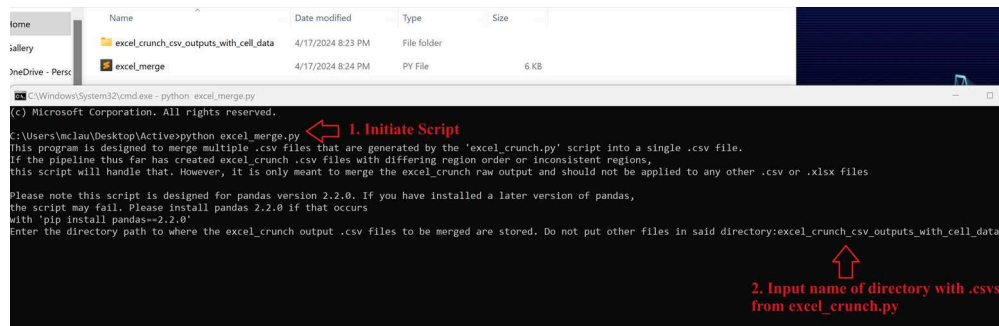 Name Date modified Type Size
Home
Gallery
excel_crunch_csv_outputs_with_cell_data 4/17/2024 8:23 PM File folder
OneDrive - Persc
excel_merge 4/17/2024 8:24 PM PY File 6 KB
C:\Windows\System32\cmd.exe - python excel_merge.py
(c) Microsoft Corporation. All rights reserved.
C:\Users\mclau\Desktop\Active>python excel_merge.py
1. Initiate Script
This program is designed to merge multiple .csv files that are generated by the 'excel_crunch.py' script into a single .csv file.
If the pipeline thus far has created excel_crunch .csv files with differing region order or inconsistent regions,
this script will handle that. However, it is only meant to merge the excel_crunch raw output and should not be applied to any other .csv or .xlsx files
Please note this script is designed for pandas version 2.2.0. If you have installed a later version of pandas,
the script may fail. Please install pandas 2.2.0 if that occurs
with 'pip install pandas==2.2.0'
Enter the directory path to where the excel_crunch output .csv files to be merged are stored. Do not put other files in said directory:excel_crunch_csv_outputs_with_cell_data
2. Input name of directory with .csvs
from excel_crunch.py